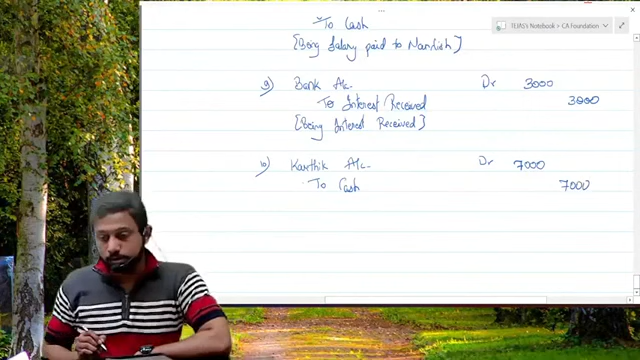 To Cash
TEJAS's Notebook > CA Foundation
[Being Salary paid to Nandish]
9) Bank A/c. Dr 3000
To Interest Received 3000
[Being Interest Received]
10) Karthik A/c. Dr 7000
To Cash 7000